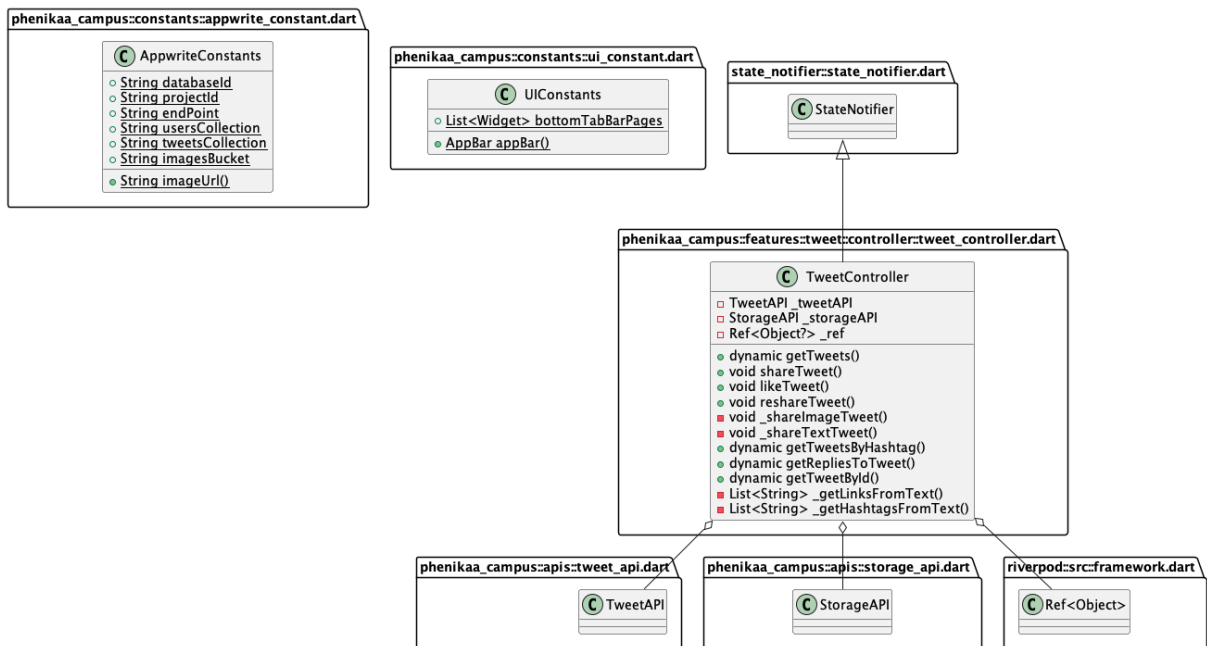 phenikaa_campus::constants::appwrite_constant.dart
C AppwriteConstants
String databaseId
String projectId
String endPoint
String usersCollection
String tweetsCollection
String imagesBucket
String imageUrl()
phenikaa_campus::constants::ui_constant.dart
C UIConstants
List<Widget> bottomTabBarPages
AppBar appBar()
state_notifier::state_notifier.dart
C StateNotifier
phenikaa_campus::features::tweet::controller::tweet_controller.dart
C TweetController
TweetAPI _tweetAPI
StorageAPI _storageAPI
Ref<Object?> _ref
dynamic getTweets()
void shareTweet()
void likeTweet()
void reshareTweet()
void _shareImageTweet()
void _shareTextTweet()
dynamic getTweetsByHashtag()
dynamic getRepliesToTweet()
dynamic getTweetById()
List<String> _getLinksFromText()
List<String> _getHashtagsFromText()
phenikaa_campus::apis::tweet_api.dart
C TweetAPI
phenikaa_campus::apis::storage_api.dart
C StorageAPI
riverpod::src::framework.dart
C Ref<Object>